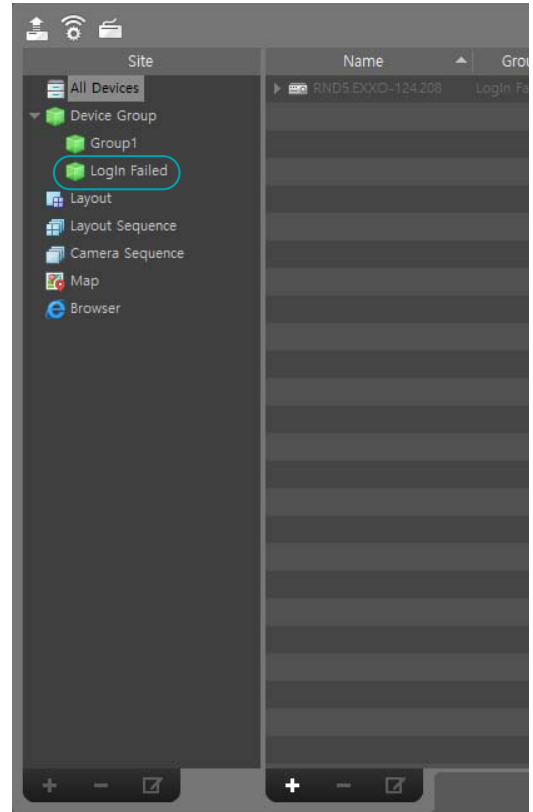 Site
Name
Grou
All Devices
RND5.EXXO-124.208
LogIn Fa
Device Group
Group1
LogIn Failed
Layout
Layout Sequence
Camera Sequence
Map
Browser